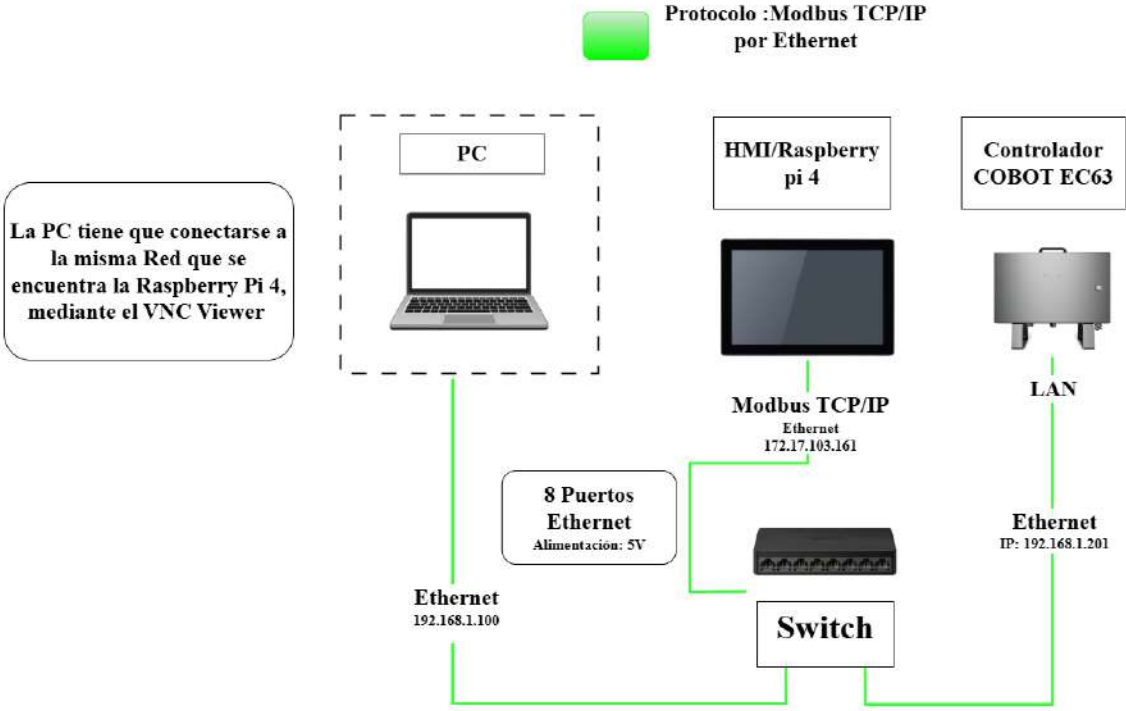 Protocolo :Modbus TCP/IP
por Ethernet
PC
HMI/Raspberry
pi 4
Controlador
COBOT EC63
La PC tiene que conectarse a
la misma Red que se
encuentra la Raspberry Pi 4,
mediante el VNC Viewer
LAN
Modbus TCP/IP
Ethernet
172.17.103.161
8 Puertos
Ethernet
Alimentación: 5V
Ethernet
IP: 192.168.1.201
Ethernet
192.168.1.100
Switch